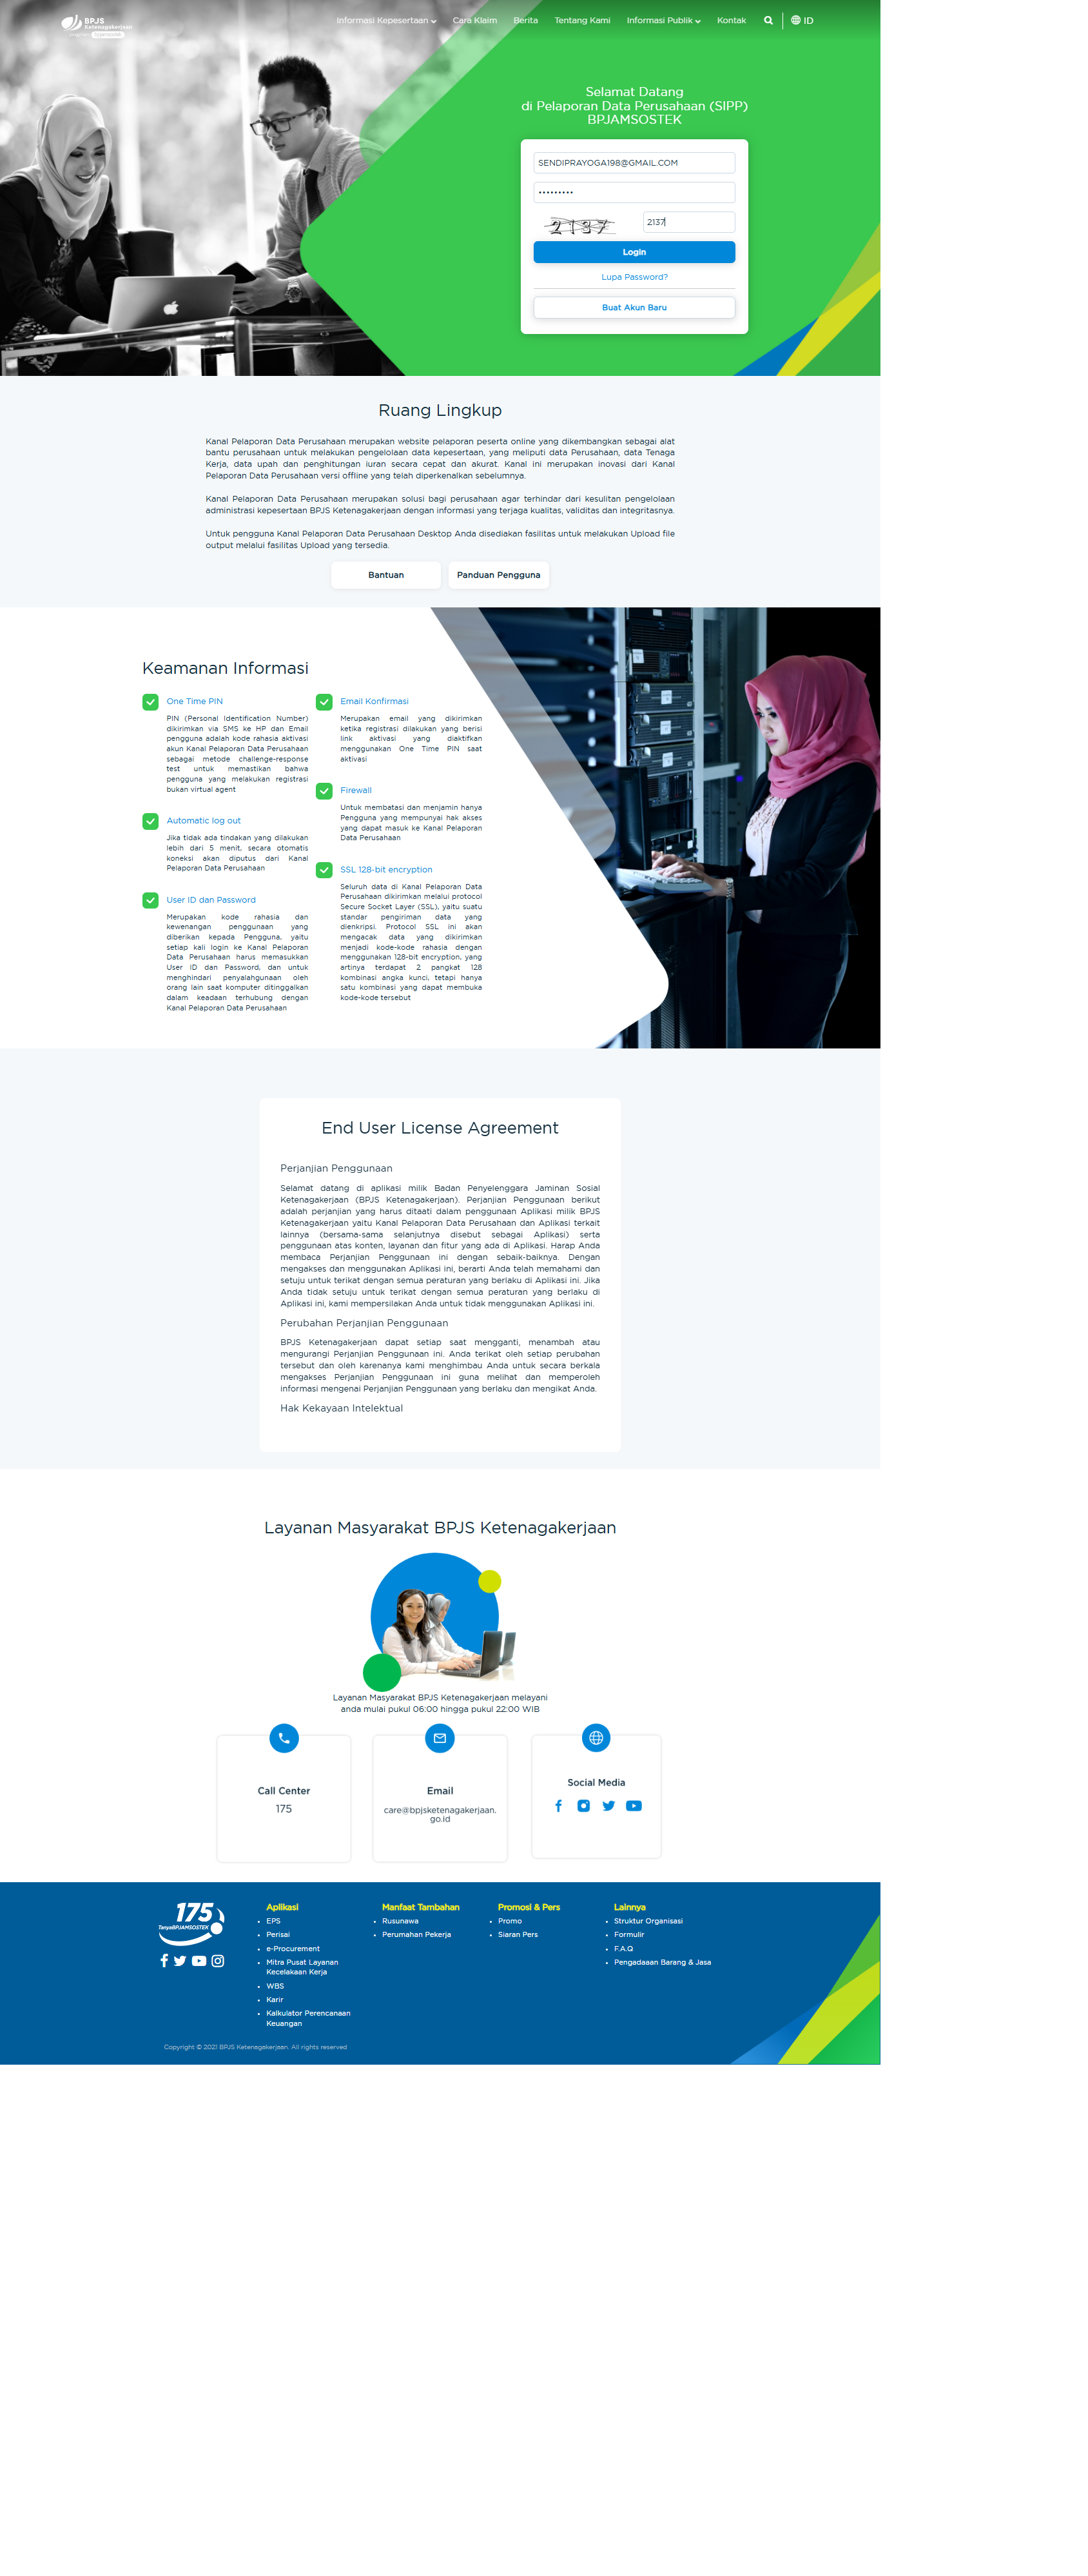 BPJS
Ketenagakerjaan
Informasi Kepesertaan
Cara Klaim
Berita
Tentang Kami
Informasi Publik
Kontak
ID
Selamat Datang
di Pelaporan Data Perusahaan (SIPP)
BPJAMSOSTEK
SENDIPRAYOGA198@GMAIL.COM
•••••••••
2137
2137
Login
Lupa Password?
Buat Akun Baru
Ruang Lingkup
Kanal Pelaporan Data Perusahaan merupakan website pelaporan peserta online yang dikembangkan sebagai alat
bantu perusahaan untuk melakukan pengelolaan data kepesertaan, yang meliputi data Perusahaan, data Tenaga
Kerja, data upah dan penghitungan iuran secara cepat dan akurat. Kanal ini merupakan inovasi dari Kanal
Pelaporan Data Perusahaan versi offline yang telah diperkenalkan sebelumnya.
Kanal Pelaporan Data Perusahaan merupakan solusi bagi perusahaan agar terhindar dari kesulitan pengelolaan
administrasi kepesertaan BPJS Ketenagakerjaan dengan informasi yang terjaga kualitas, validitas dan integritasnya.
Untuk pengguna Kanal Pelaporan Data Perusahaan Desktop Anda disediakan fasilitas untuk melakukan Upload file
output melalui fasilitas Upload yang tersedia.
Bantuan
Panduan Pengguna
Keamanan Informasi
One Time PIN
PIN (Personal Identification Number)
dikirimkan via SMS ke HP dan Email
pengguna adalah kode rahasia aktivasi
akun Kanal Pelaporan Data Perusahaan
sebagai metode challenge-response
test untuk memastikan bahwa
pengguna yang melakukan registrasi
bukan virtual agent
Automatic log out
Jika tidak ada tindakan yang dilakukan
lebih dari 5 menit, secara otomatis
koneksi akan diputus dari Kanal
Pelaporan Data Perusahaan
User ID dan Password
Merupakan kode rahasia dan
kewenangan penggunaan yang
diberikan kepada Pengguna, yaitu
setiap kali login ke Kanal Pelaporan
Data Perusahaan harus memasukkan
User ID dan Password, dan untuk
menghindari penyalahgunaan oleh
orang lain saat komputer ditinggalkan
dalam keadaan terhubung dengan
Kanal Pelaporan Data Perusahaan
Email Konfirmasi
Merupakan email yang dikirimkan
ketika registrasi dilakukan yang berisi
link aktivasi yang diaktifkan
menggunakan One Time PIN saat
aktivasi
Firewall
Untuk membatasi dan menjamin hanya
Pengguna yang mempunyai hak akses
yang dapat masuk ke Kanal Pelaporan
Data Perusahaan
SSL 128-bit encryption
Seluruh data di Kanal Pelaporan Data
Perusahaan dikirimkan melalui protocol
Secure Socket Layer (SSL), yaitu suatu
standar pengiriman data yang
dienkripsi. Protocol SSL ini akan
mengacak data yang dikirimkan
menjadi kode-kode rahasia dengan
menggunakan 128-bit encryption, yang
artinya terdapat 2 pangkat 128
kombinasi angka kunci, tetapi hanya
satu kombinasi yang dapat membuka
kode-kode tersebut
End User License Agreement
Perjanjian Penggunaan
Selamat datang di aplikasi milik Badan Penyelenggara Jaminan Sosial
Ketenagakerjaan (BPJS Ketenagakerjaan). Perjanjian Penggunaan berikut
adalah perjanjian yang harus ditaati dalam penggunaan Aplikasi milik BPJS
Ketenagakerjaan yaitu Kanal Pelaporan Data Perusahaan dan Aplikasi terkait
lainnya (bersama-sama selanjutnya disebut sebagai Aplikasi) serta
penggunaan atas konten, layanan dan fitur yang ada di Aplikasi. Harap Anda
membaca Perjanjian Penggunaan ini dengan sebaik-baiknya. Dengan
mengakses dan menggunakan Aplikasi ini, berarti Anda telah memahami dan
setuju untuk terikat dengan semua peraturan yang berlaku di Aplikasi ini. Jika
Anda tidak setuju untuk terikat dengan semua peraturan yang berlaku di
Aplikasi ini, kami mempersilakan Anda untuk tidak menggunakan Aplikasi ini.
Perubahan Perjanjian Penggunaan
BPJS Ketenagakerjaan dapat setiap saat mengganti, menambah atau
mengurangi Perjanjian Penggunaan ini. Anda terikat oleh setiap perubahan
tersebut dan oleh karenanya kami menghimbau Anda untuk secara berkala
mengakses Perjanjian Penggunaan ini guna melihat dan memperoleh
informasi mengenai Perjanjian Penggunaan yang berlaku dan mengikat Anda.
Hak Kekayaan Intelektual
Layanan Masyarakat BPJS Ketenagakerjaan
Layanan Masyarakat BPJS Ketenagakerjaan melayani
anda mulai pukul 06:00 hingga pukul 22:00 WIB
Call Center
175
Email
care@bpjsketenagakerjaan.
go.id
Social Media
175
TanyaBPJAMSOSTEK
Aplikasi
EPS
Perisai
e-Procurement
Mitra Pusat Layanan
Kecelakaan Kerja
WBS
Karir
Kalkulator Perencanaan
Keuangan
Manfaat Tambahan
Rusunawa
Perumahan Pekerja
Promosi & Pers
Promo
Siaran Pers
Lainnya
Struktur Organisasi
Formulir
F.A.Q
Pengadaaan Barang & Jasa
Copyright © 2021 BPJS Ketenagakerjaan. All rights reserved